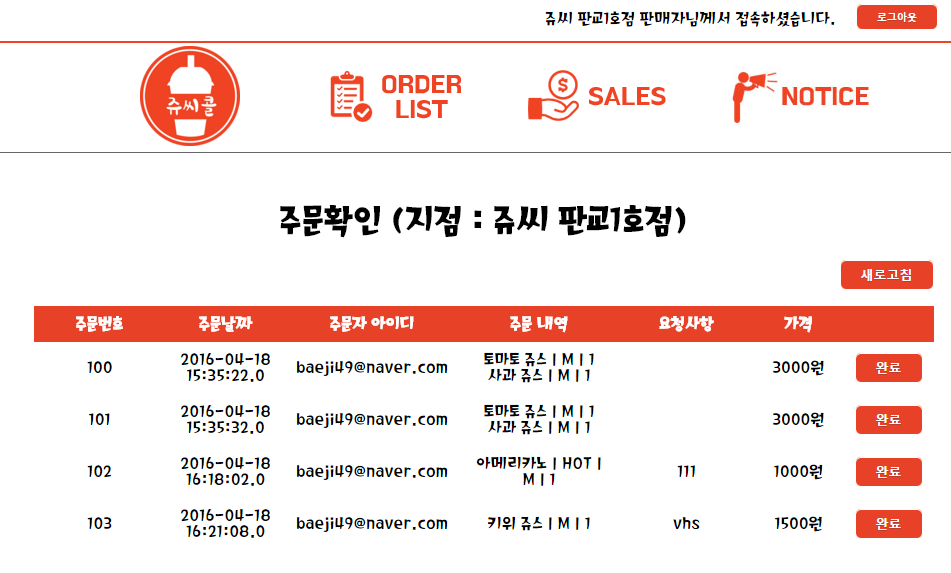 쥬씨 판교1호점 판매자님께서 접속하셨습니다.
로그아웃
쥬씨콜
ORDER
LIST
SALES
NOTICE
주문확인 (지점 : 쥬씨 판교1호점)
새로고침
주문번호 주문날짜 주문자 아이디 주문 내역 요청사항 가격
100 2016-04-18 15:35:22.0 baeji49@naver.com 토마토 쥬스 | M | 1 사과 쥬스 | M | 1 3000원 완료
101 2016-04-18 15:35:32.0 baeji49@naver.com 토마토 쥬스 | M | 1 사과 쥬스 | M | 1 3000원 완료
102 2016-04-18 16:18:02.0 baeji49@naver.com 아메리카노 | HOT | M | 1 111 1000원 완료
103 2016-04-18 16:21:08.0 baeji49@naver.com 키위 쥬스 | M | 1 vhs 1500원 완료